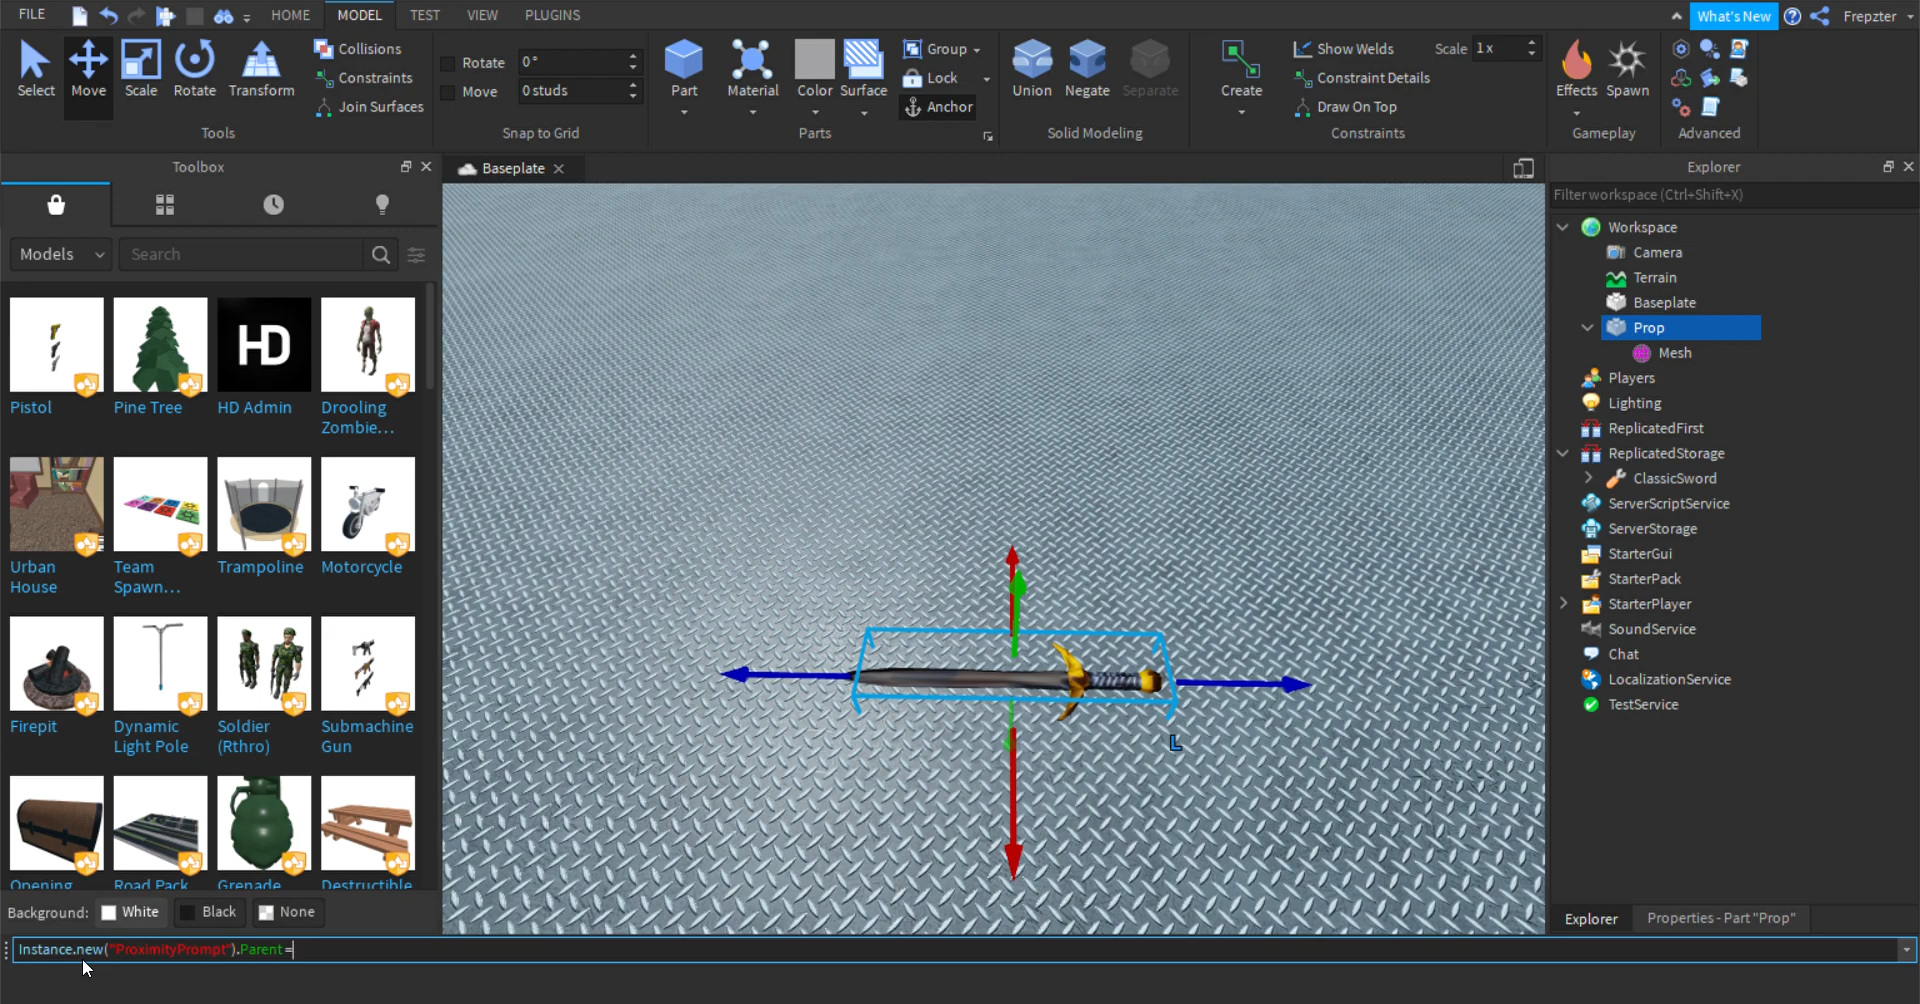 FILE
HOME
MODEL
TEST
VIEW
PLUGINS
What's New
Frepzter
Select
Move
Scale
Rotate
Transform
Collisions
Constraints
Join Surfaces
Tools
Rotate
0°
Move
0 studs
Snap to Grid
Part
Material
Color
Surface
Group
Lock
Anchor
Parts
Union
Negate
Separate
Solid Modeling
Create
Show Welds
Scale
1 x
Constraint Details
Draw On Top
Constraints
Effects
Spawn
Gameplay
Advanced
Toolbox
Models
Search
HD
Pistol
Pine Tree
HD Admin
Drooling
Zombie...
Urban
House
Team
Spawn...
Trampoline
Motorcycle
Firepit
Dynamic
Light Pole
Soldier
(Rthro)
Submachine
Gun
Opening
Road Pack
Grenade
Destructible
Background:
White
Black
None
Baseplate
L
Explorer
Filter workspace (Ctrl+Shift+X)
Workspace
Camera
Terrain
Baseplate
Prop
Mesh
Players
Lighting
ReplicatedFirst
ReplicatedStorage
ClassicSword
ServerScriptService
ServerStorage
StarterGui
StarterPack
StarterPlayer
SoundService
Chat
LocalizationService
TestService
Explorer
Properties - Part "Prop"
Instance.new("ProximityPrompt").Parent =